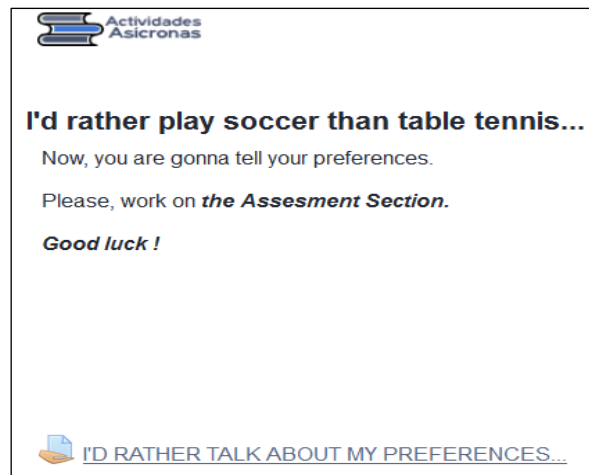 Actividades
Asicronas
I'd rather play soccer than table tennis...
Now, you are gonna tell your preferences.
Please, work on the Assesment Section.
Good luck !
I'D RATHER TALK ABOUT MY PREFERENCES...